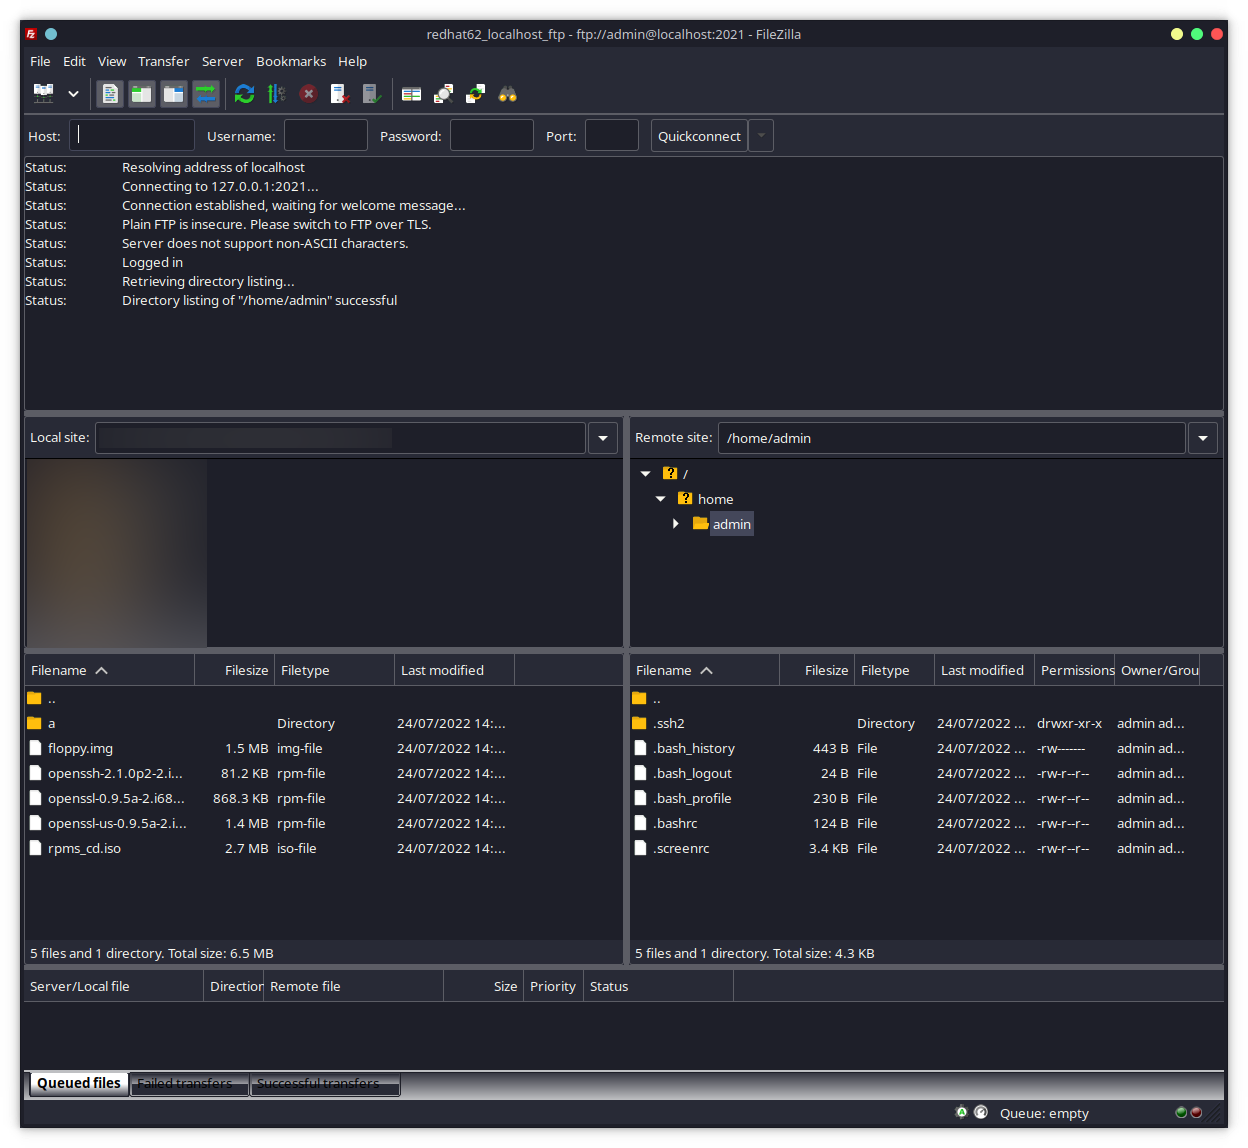 redhat62_localhost_ftp - ftp://admin@localhost:2021 - FileZilla
File Edit View Transfer Server Bookmarks Help
Host: Username: Password: Port: Quickconnect
Status: Resolving address of localhost
Status: Connecting to 127.0.0.1:2021...
Status: Connection established, waiting for welcome message...
Status: Plain FTP is insecure. Please switch to FTP over TLS.
Status: Server does not support non-ASCII characters.
Status: Logged in
Status: Retrieving directory listing...
Status: Directory listing of "/home/admin" successful
Local site:
Remote site: /home/admin
/
home
admin
Filename Filesize Filetype Last modified
..
a Directory 24/07/2022 14:...
floppy.img 1.5 MB img-file 24/07/2022 14:...
openssh-2.1.0p2-2.i... 81.2 KB rpm-file 24/07/2022 14:...
openssl-0.9.5a-2.i68... 868.3 KB rpm-file 24/07/2022 14:...
openssl-us-0.9.5a-2.i... 1.4 MB rpm-file 24/07/2022 14:...
rpms_cd.iso 2.7 MB iso-file 24/07/2022 14:...
5 files and 1 directory. Total size: 6.5 MB
Filename Filesize Filetype Last modified Permissions Owner/Grou
..
.ssh2 Directory 24/07/2022 ... drwxr-xr-x admin ad...
.bash_history 443 B File 24/07/2022 ... -rw------- admin ad...
.bash_logout 24 B File 24/07/2022 ... -rw-r--r-- admin ad...
.bash_profile 230 B File 24/07/2022 ... -rw-r--r-- admin ad...
.bashrc 124 B File 24/07/2022 ... -rw-r--r-- admin ad...
.screenrc 3.4 KB File 24/07/2022 ... -rw-r--r-- admin ad...
5 files and 1 directory. Total size: 4.3 KB
Server/Local file Direction Remote file Size Priority Status
Queued files Failed transfers Successful transfers
Queue: empty